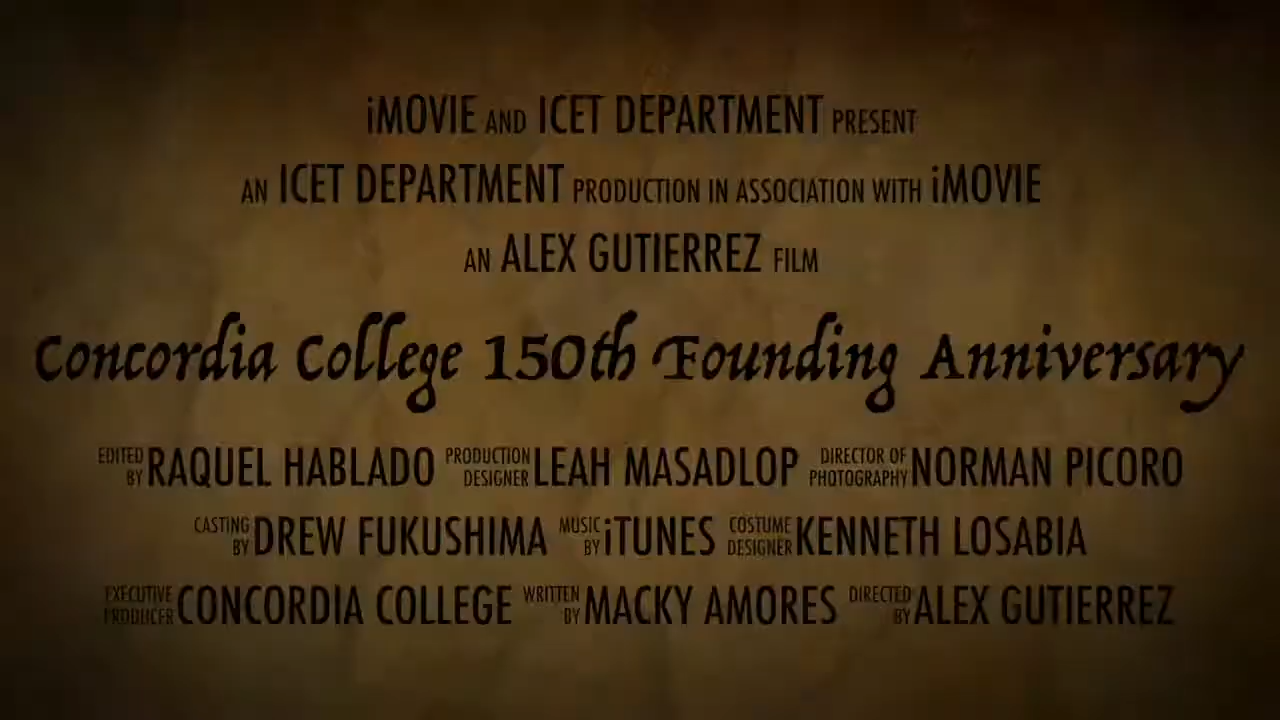 iMOVIE AND ICET DEPARTMENT PRESENT
AN ICET DEPARTMENT PRODUCTION IN ASSOCIATION WITH iMOVIE
AN ALEX GUTIERREZ FILM
Concordia College 150th Founding Anniversary
EDITED BY RAQUEL HABLADO PRODUCTION DESIGNER LEAH MASADLOP DIRECTOR OF PHOTOGRAPHY NORMAN PICORO
CASTING BY DREW FUKUSHIMA MUSIC BY iTUNES COSTUME DESIGNER KENNETH LOSABIA
EXECUTIVE PRODUCER CONCORDIA COLLEGE WRITTEN BY MACKY AMORES DIRECTED BY ALEX GUTIERREZ